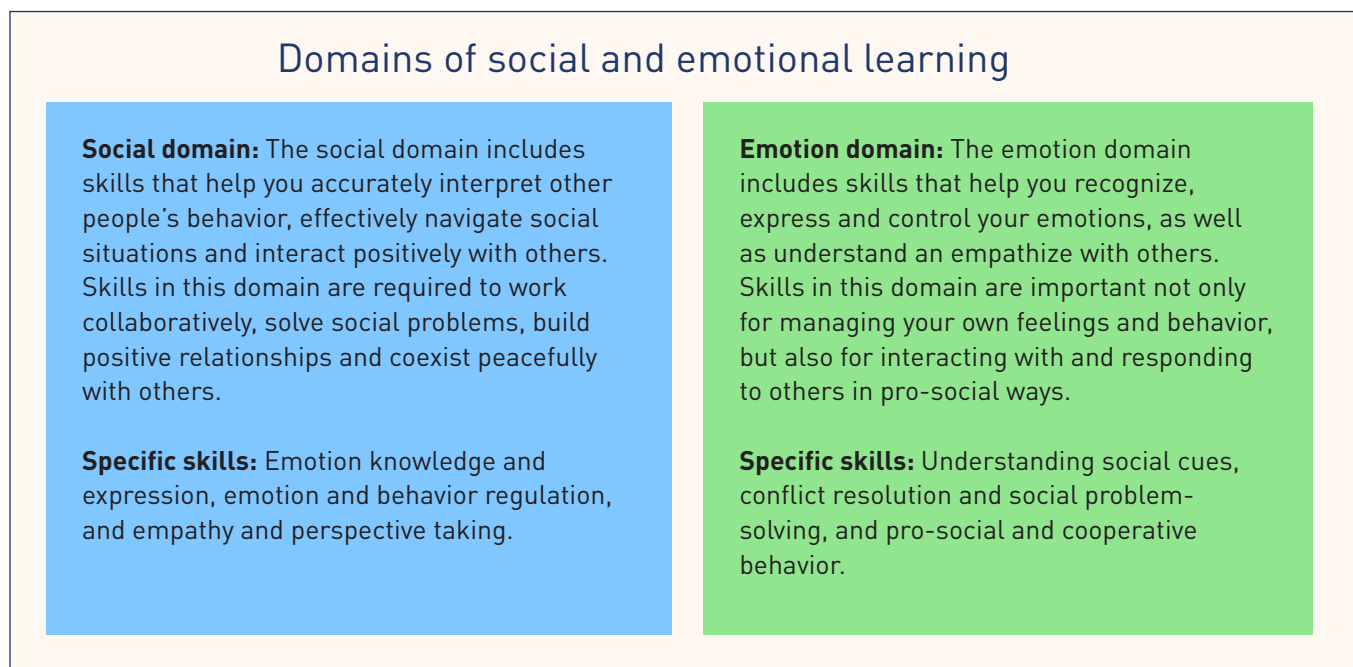 Domains of social and emotional learning
Social domain: The social domain includes
skills that help you accurately interpret other
people’s behavior, effectively navigate social
situations and interact positively with others.
Skills in this domain are required to work
collaboratively, solve social problems, build
positive relationships and coexist peacefully
with others.
Specific skills: Emotion knowledge and
expression, emotion and behavior regulation,
and empathy and perspective taking.
Emotion domain: The emotion domain
includes skills that help you recognize,
express and control your emotions, as well
as understand an empathize with others.
Skills in this domain are important not only
for managing your own feelings and behavior,
but also for interacting with and responding
to others in pro-social ways.
Specific skills: Understanding social cues,
conflict resolution and social problem-
solving, and pro-social and cooperative
behavior.